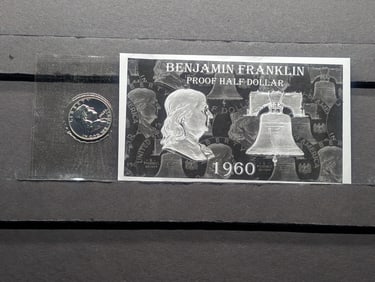 BENJAMIN FRANKLIN
PROOF HALF DOLLAR
1960